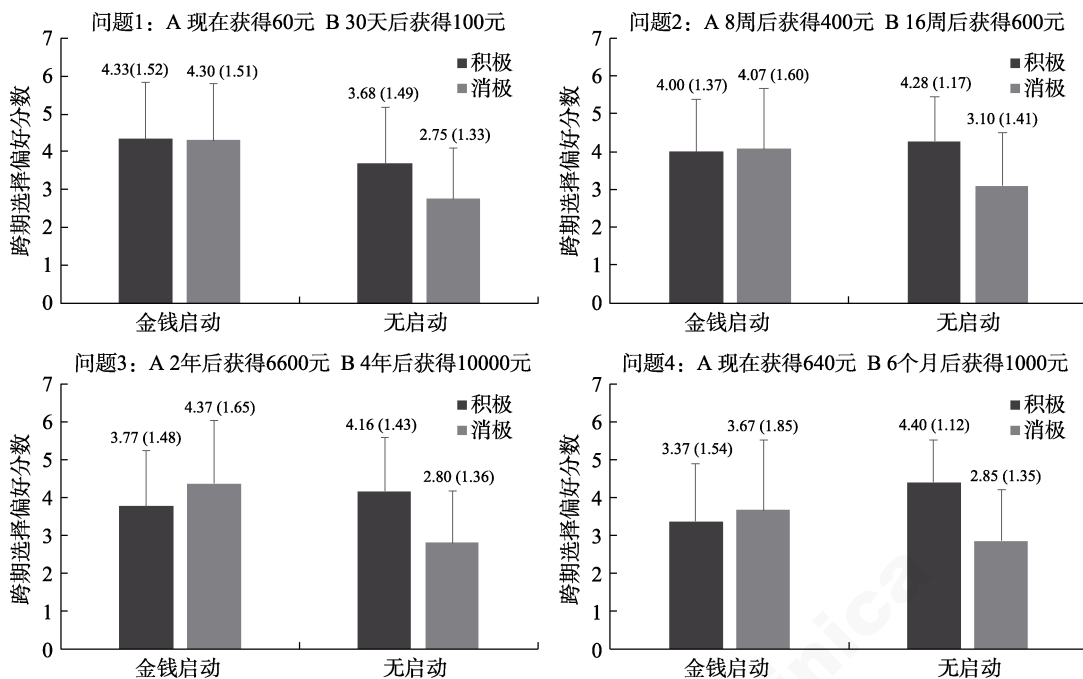 问题1：A 现在获得60元 B 30天后获得100元
跨期选择偏好分数
7
6
5
4
3
2
1
0
4.33(1.52)
4.30 (1.51)
3.68 (1.49)
2.75 (1.33)
积极
消极
金钱启动
无启动
问题2：A 8周后获得400元 B 16周后获得600元
跨期选择偏好分数
7
6
5
4
3
2
1
0
4.00 (1.37)
4.07 (1.60)
4.28 (1.17)
3.10 (1.41)
积极
消极
金钱启动
无启动
问题3：A 2年后获得6600元 B 4年后获得10000元
跨期选择偏好分数
7
6
5
4
3
2
1
0
3.77 (1.48)
4.37 (1.65)
4.16 (1.43)
2.80 (1.36)
积极
消极
金钱启动
无启动
问题4：A 现在获得640元 B 6个月后获得1000元
跨期选择偏好分数
7
6
5
4
3
2
1
0
3.37 (1.54)
3.67 (1.85)
4.40 (1.12)
2.85 (1.35)
积极
消极
金钱启动
无启动